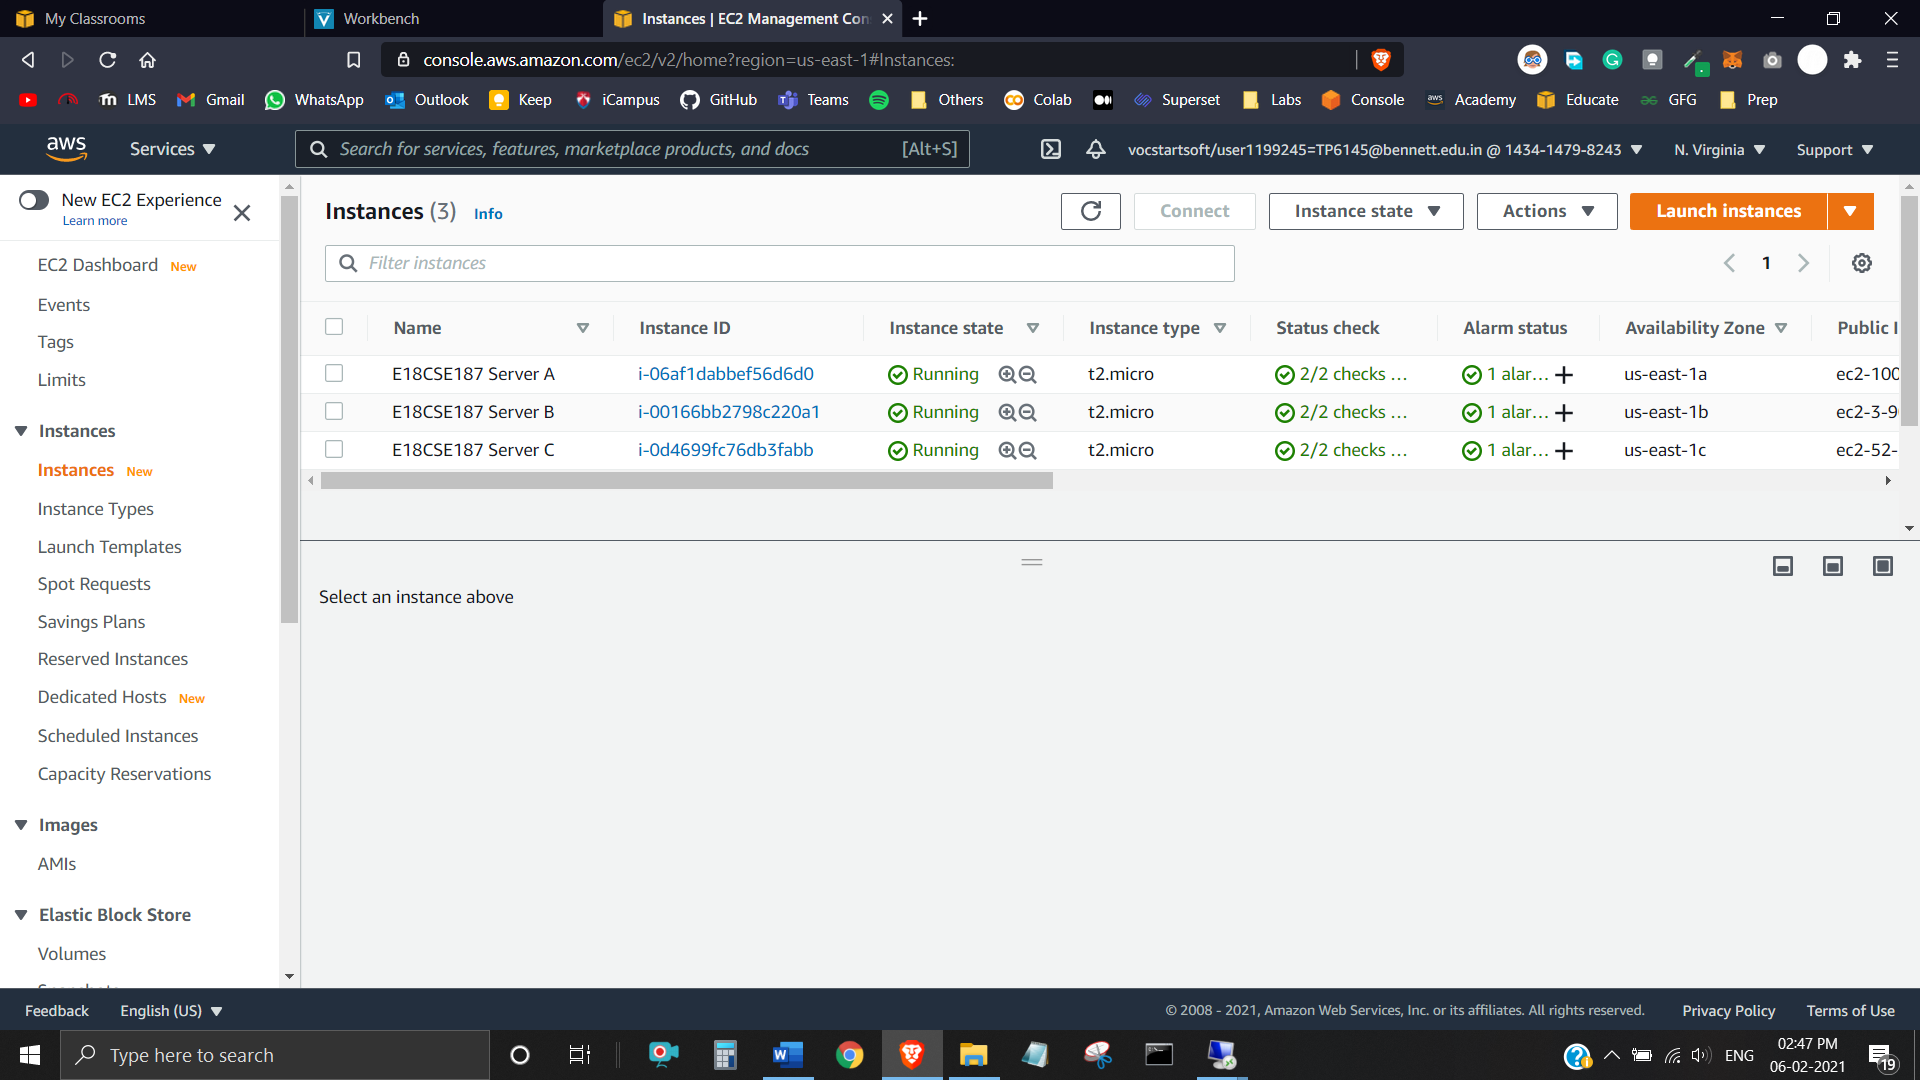 My Classrooms
Workbench
Instances | EC2 Management Con
console.aws.amazon.com/ec2/v2/home?region=us-east-1#Instances:
LMS Gmail WhatsApp Outlook Keep iCampus GitHub Teams Others Colab Superset Labs Console Academy Educate GFG Prep
aws Services Search for services, features, marketplace products, and docs [Alt+S] vocstartsoft/user1199245=TP6145@bennett.edu.in @ 1434-1479-8243 N. Virginia Support
New EC2 Experience
Learn more
EC2 Dashboard New
Events
Tags
Limits
Instances
Instances New
Instance Types
Launch Templates
Spot Requests
Savings Plans
Reserved Instances
Dedicated Hosts New
Scheduled Instances
Capacity Reservations
Images
AMIs
Elastic Block Store
Volumes
Instances (3) Info
Connect Instance state Actions Launch instances
Filter instances
1
Name Instance ID Instance state Instance type Status check Alarm status Availability Zone Public I
E18CSE187 Server A i-06af1dabbef56d6d0 Running t2.micro 2/2 checks ... 1 alar... us-east-1a ec2-100
E18CSE187 Server B i-00166bb2798c220a1 Running t2.micro 2/2 checks ... 1 alar... us-east-1b ec2-3-9
E18CSE187 Server C i-0d4699fc76db3fabb Running t2.micro 2/2 checks ... 1 alar... us-east-1c ec2-52-
Select an instance above
Feedback English (US) © 2008 - 2021, Amazon Web Services, Inc. or its affiliates. All rights reserved. Privacy Policy Terms of Use
Type here to search
ENG
02:47 PM
06-02-2021
19